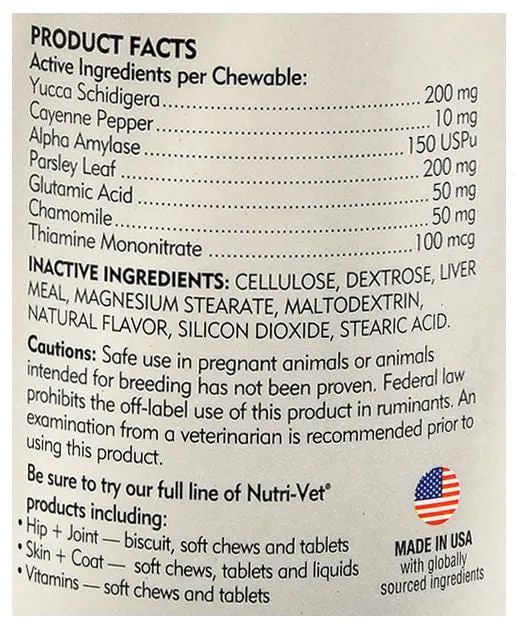 PRODUCT FACTS
Active Ingredients per Chewable:
Yucca Schidigera.......................................... 200 mg
Cayenne Pepper............................................. 10 mg
Alpha Amylase.......................................... 150 USPu
Parsley Leaf.................................................. 200 mg
Glutamic Acid................................................ 50 mg
Chamomile.................................................... 50 mg
Thiamine Mononitrate .................................. 100 mcg
INACTIVE INGREDIENTS: CELLULOSE, DEXTROSE, LIVER
MEAL, MAGNESIUM STEARATE, MALTODEXTRIN,
NATURAL FLAVOR, SILICON DIOXIDE, STEARIC ACID.
Cautions: Safe use in pregnant animals or animals
intended for breeding has not been proven. Federal law
prohibits the off-label use of this product in ruminants. An
examination from a veterinarian is recommended prior to
using this product.
Be sure to try our full line of Nutri-Vet®
products including:
• Hip + Joint — biscuit, soft chews and tablets
• Skin + Coat — soft chews, tablets and liquids
• Vitamins — soft chews and tablets
MADE IN USA
with globally
sourced ingredients